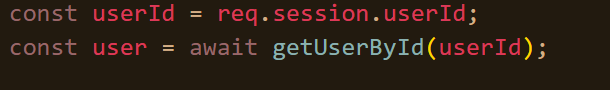 const userId = req.session.userId;
const user = await getUserById(userId);